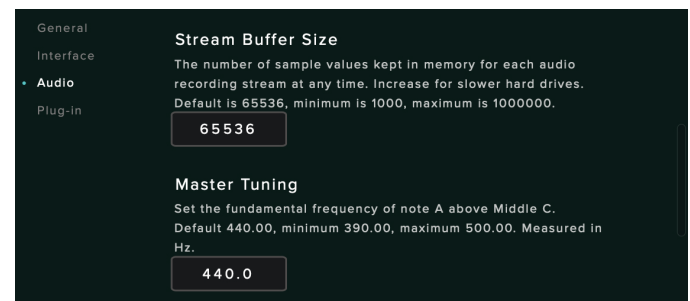 General
Interface
Audio
Plug-in
Stream Buffer Size
The number of sample values kept in memory for each audio
recording stream at any time. Increase for slower hard drives.
Default is 65536, minimum is 1000, maximum is 1000000.
65536
Master Tuning
Set the fundamental frequency of note A above Middle C.
Default 440.00, minimum 390.00, maximum 500.00. Measured in
Hz.
440.0